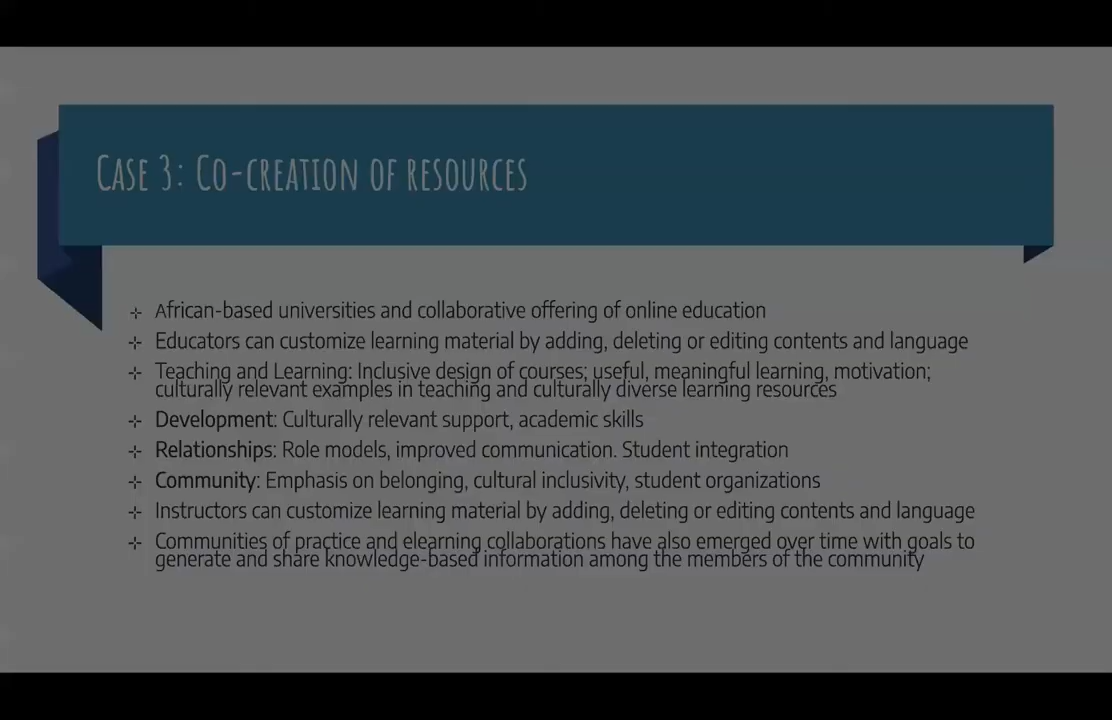 Case 3: Co-creation of resources
African-based universities and collaborative offering of online education
Educators can customize learning material by adding, deleting or editing contents and language
Teaching and Learning: Inclusive design of courses; useful, meaningful learning, motivation;
culturally relevant examples in teaching and culturally diverse learning resources
Development: Culturally relevant support, academic skills
Relationships: Role models, improved communication. Student integration
Community: Emphasis on belonging, cultural inclusivity, student organizations
Instructors can customize learning material by adding, deleting or editing contents and language
Communities of practice and elearning collaborations have also emerged over time with goals to
generate and share knowledge-based information among the members of the community